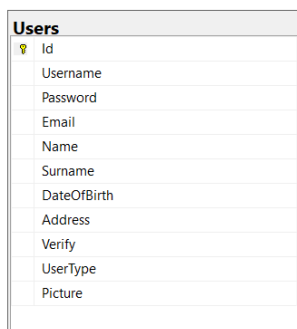 Users
Id
Username
Password
Email
Name
Surname
DateOfBirth
Address
Verify
UserType
Picture